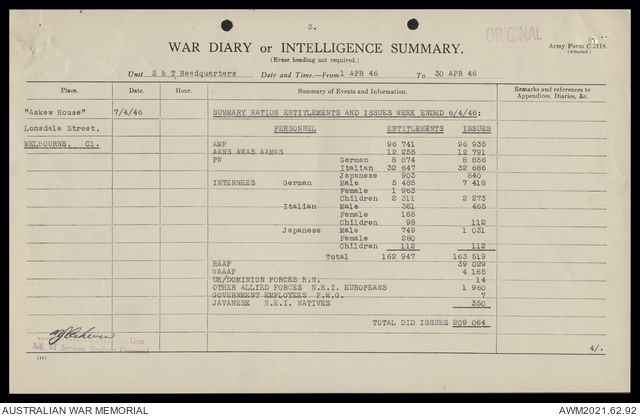 3.
ORIGINAL
WAR DIARY or INTELLIGENCE SUMMARY.
Army Form C.2118.
(Adapted.)
(Erase heading not required.)
Unit S & T Headquarters Date and Time.—From 1 APR 46 To 30 APR 46
Place. Date. Hour. Summary of Events and Information. Remarks and references to Appendices, Diaries, &c.
"Askew House" 7/4/46 SUMMARY RATION ENTITLEMENTS AND ISSUES WEEK ENDED 6/4/46:
Lonsdale Street, PERSONNEL ENTITLEMENTS ISSUES
MELBOURNE. C1. AMF 96 741 96 935
AANS AWAS AAMWS 12 255 12 791
PW German 8 874 8 856
Italian 32 647 32 686
Japanese 903 840
INTERNEES German Male 5 485 7 418
Female 1 963
Children 2 311 2 273
Italian Male 361 465
Female 158
Children 98 112
Japanese Male 749 1 031
Female 280
Children 112 112
Total 162 947 163 519
RAAF 39 029
WAAAF 4 185
UK/DOMINION FORCES R.N. 14
OTHER ALLIED FORCES N.E.I. EUROPEANS 1 960
GOVERNMENT EMPLOYEES P.M.G. 7
JAVANESE N.E.I. NATIVES 350
TOTAL DID ISSUES 209 064
Lieut
Adj. ST Services, Southern Command
4/.
AUSTRALIAN WAR MEMORIAL AWM2021.62.92